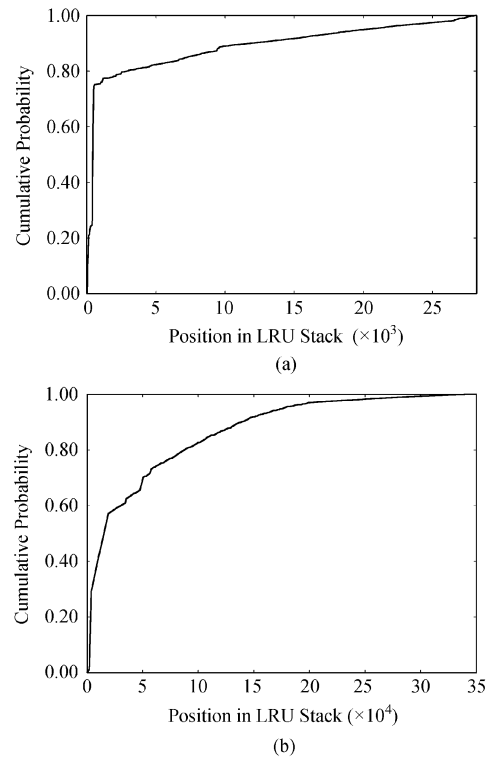 1.00
0.80
0.60
0.40
0.20
0.00
Cumulative Probability
0 5 10 15 20 25
Position in LRU Stack (×10³)
(a)
1.00
0.80
0.60
0.40
0.20
0.00
Cumulative Probability
0 5 10 15 20 25 30 35
Position in LRU Stack (×10⁴)
(b)